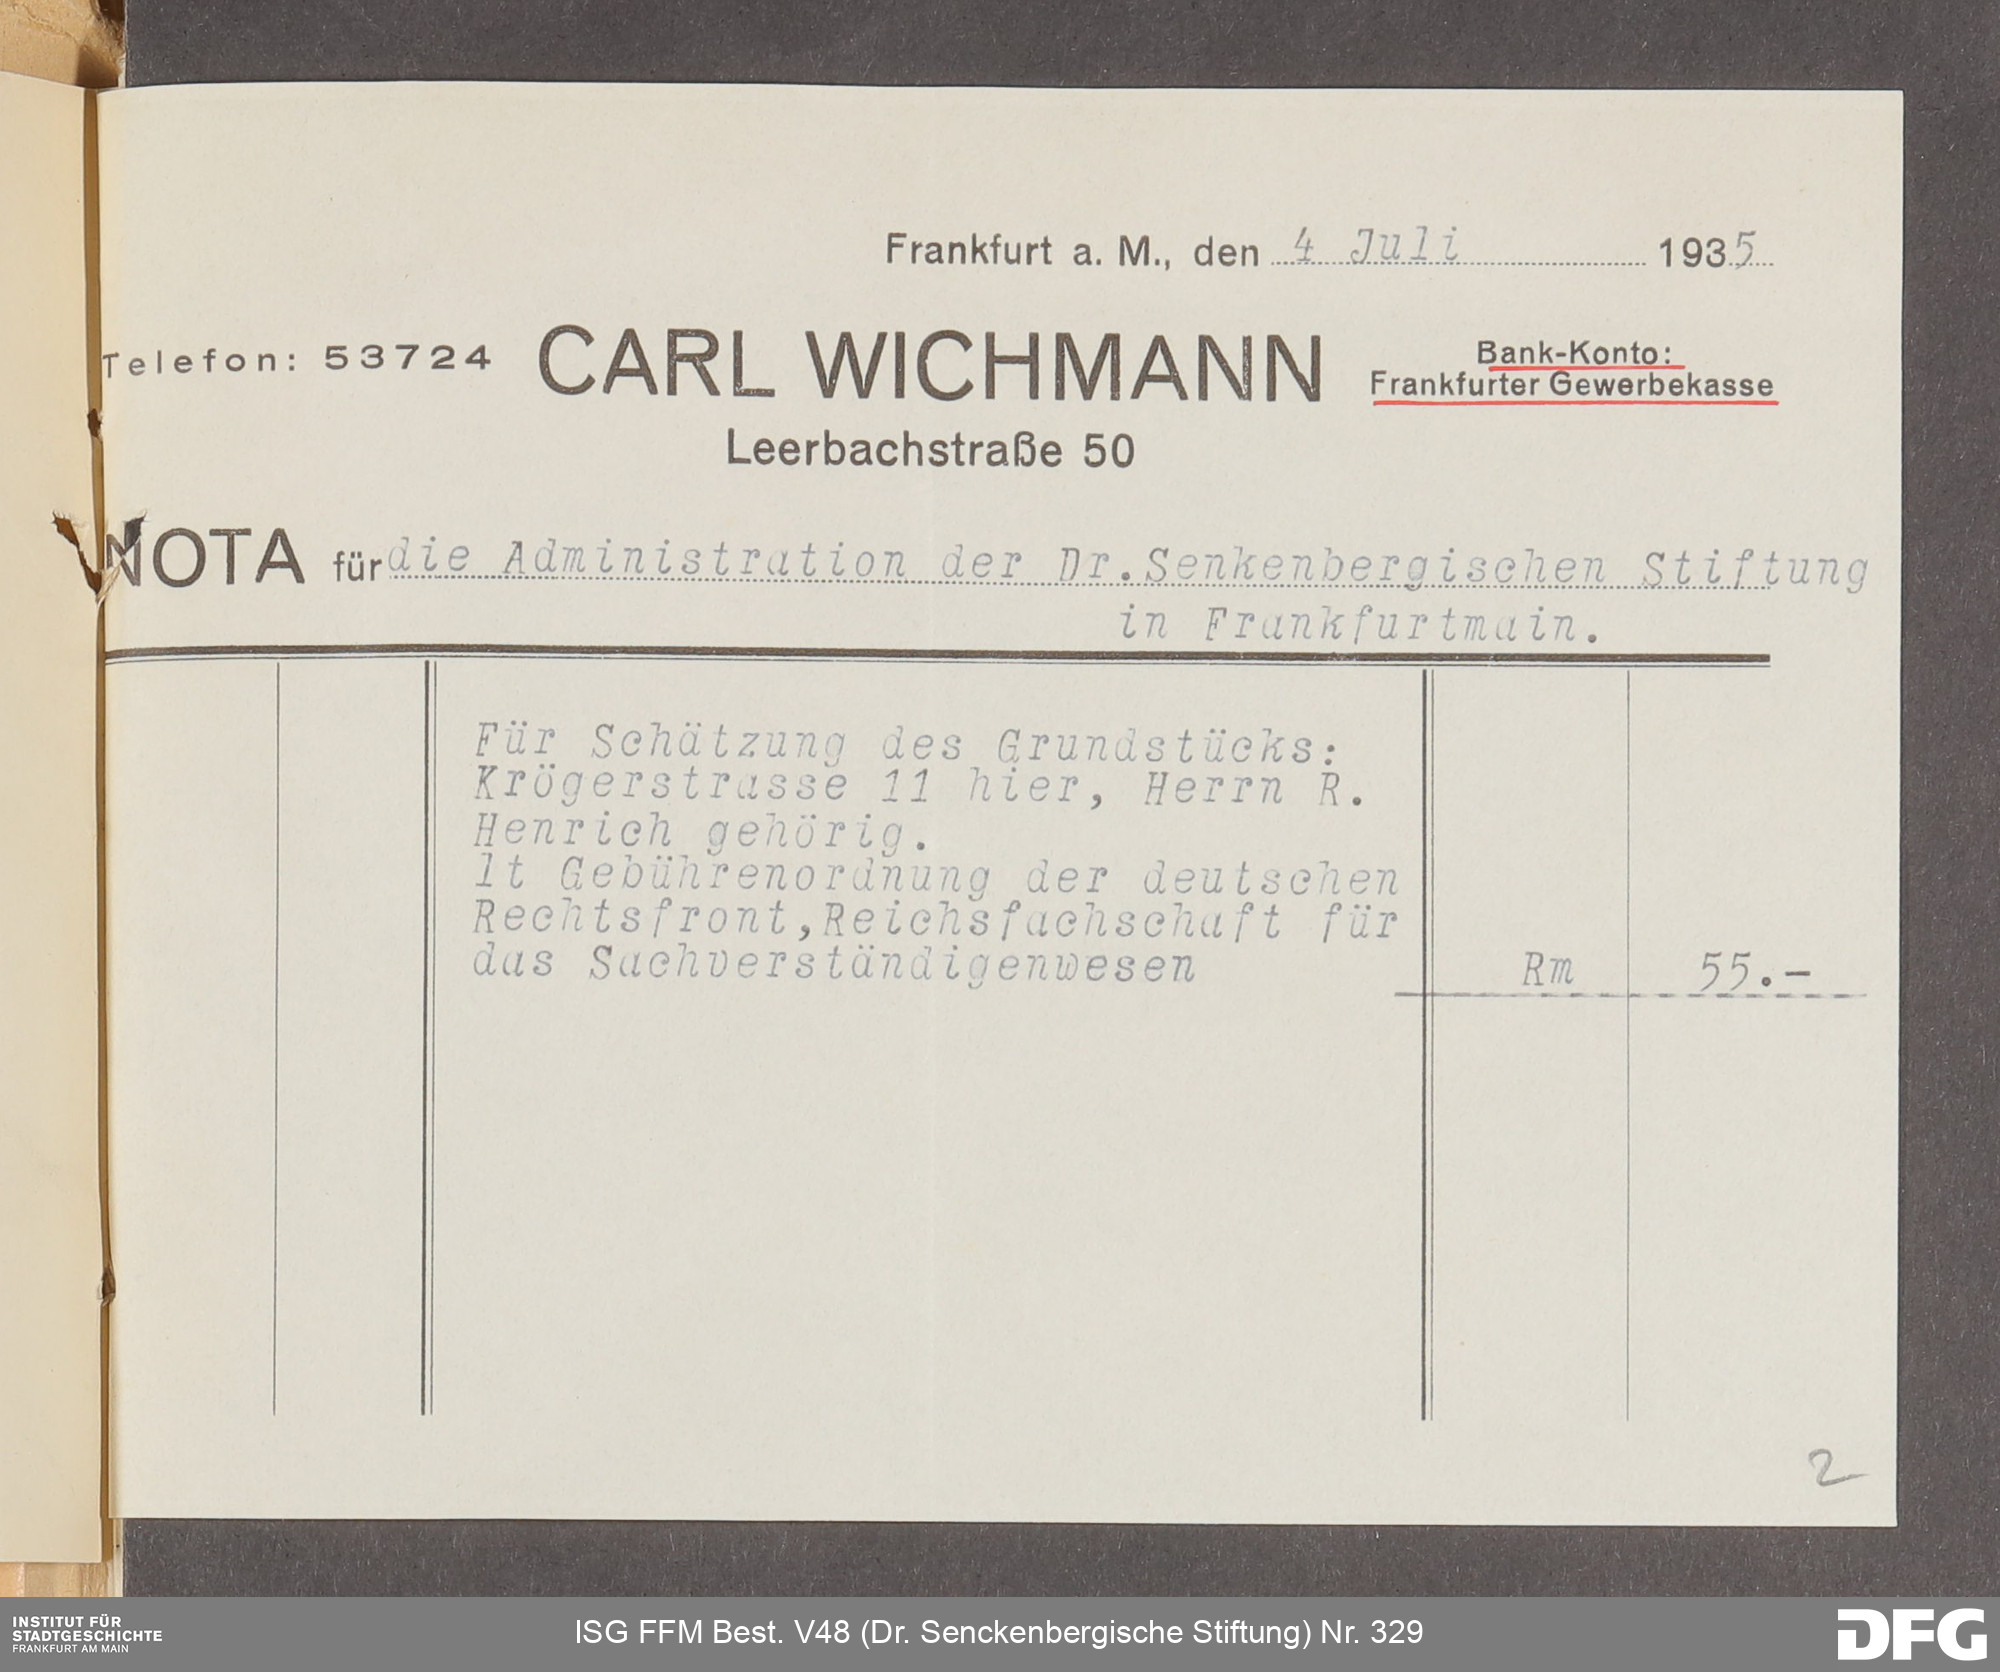 Frankfurt a. M., den 4 Juli 1935
Telefon: 53724
CARL WICHMANN
Bank-Konto:
Frankfurter Gewerbekasse
Leerbachstraße 50
NOTA für die Administration der Dr.Senkenbergischen Stiftung
in Frankfurtmain.
Für Schätzung des Grundstücks:
Krögerstrasse 11 hier, Herrn R.
Henrich gehörig.
lt Gebührenordnung der deutschen
Rechtsfront,Reichsfachschaft für
das Sachverständigenwesen Rm 55.-
2
INSTITUT FÜR
STADTGESCHICHTE
FRANKFURT AM MAIN
ISG FFM Best. V48 (Dr. Senckenbergische Stiftung) Nr. 329
DFG